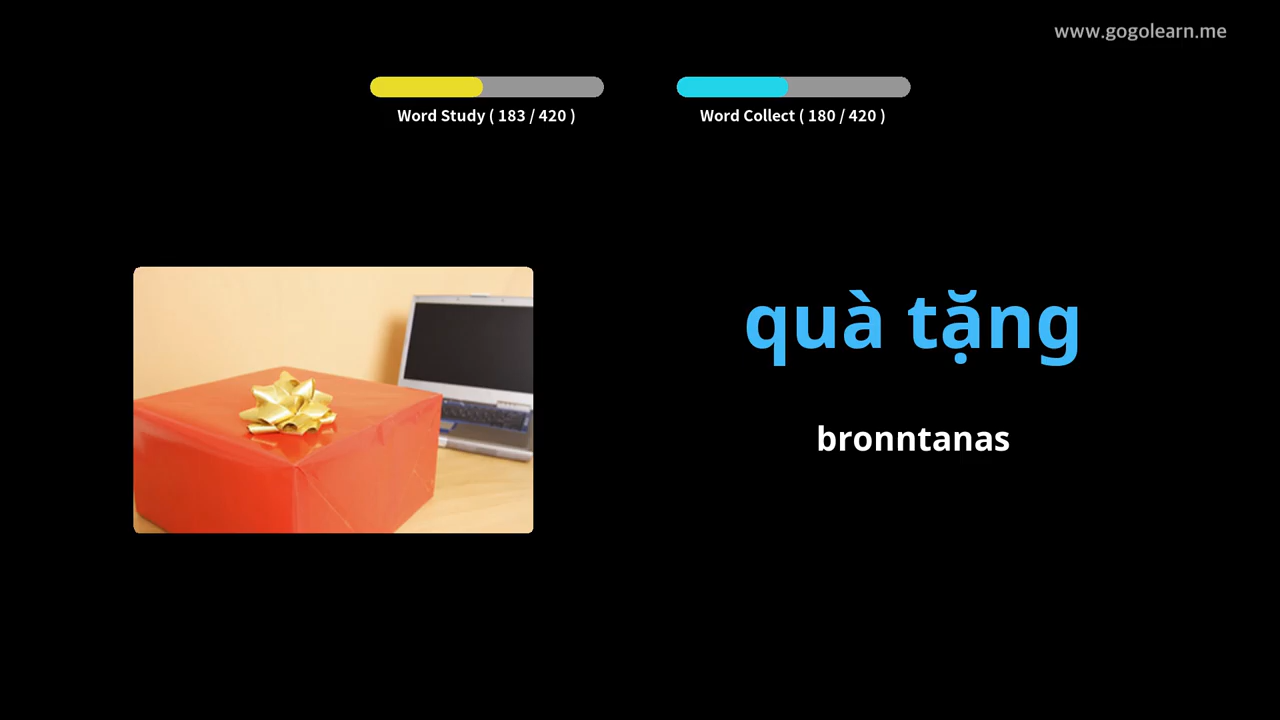 www.gogolearn.me
Word Study ( 183 / 420 )
Word Collect ( 180 / 420 )
quà tặng
bronntanas